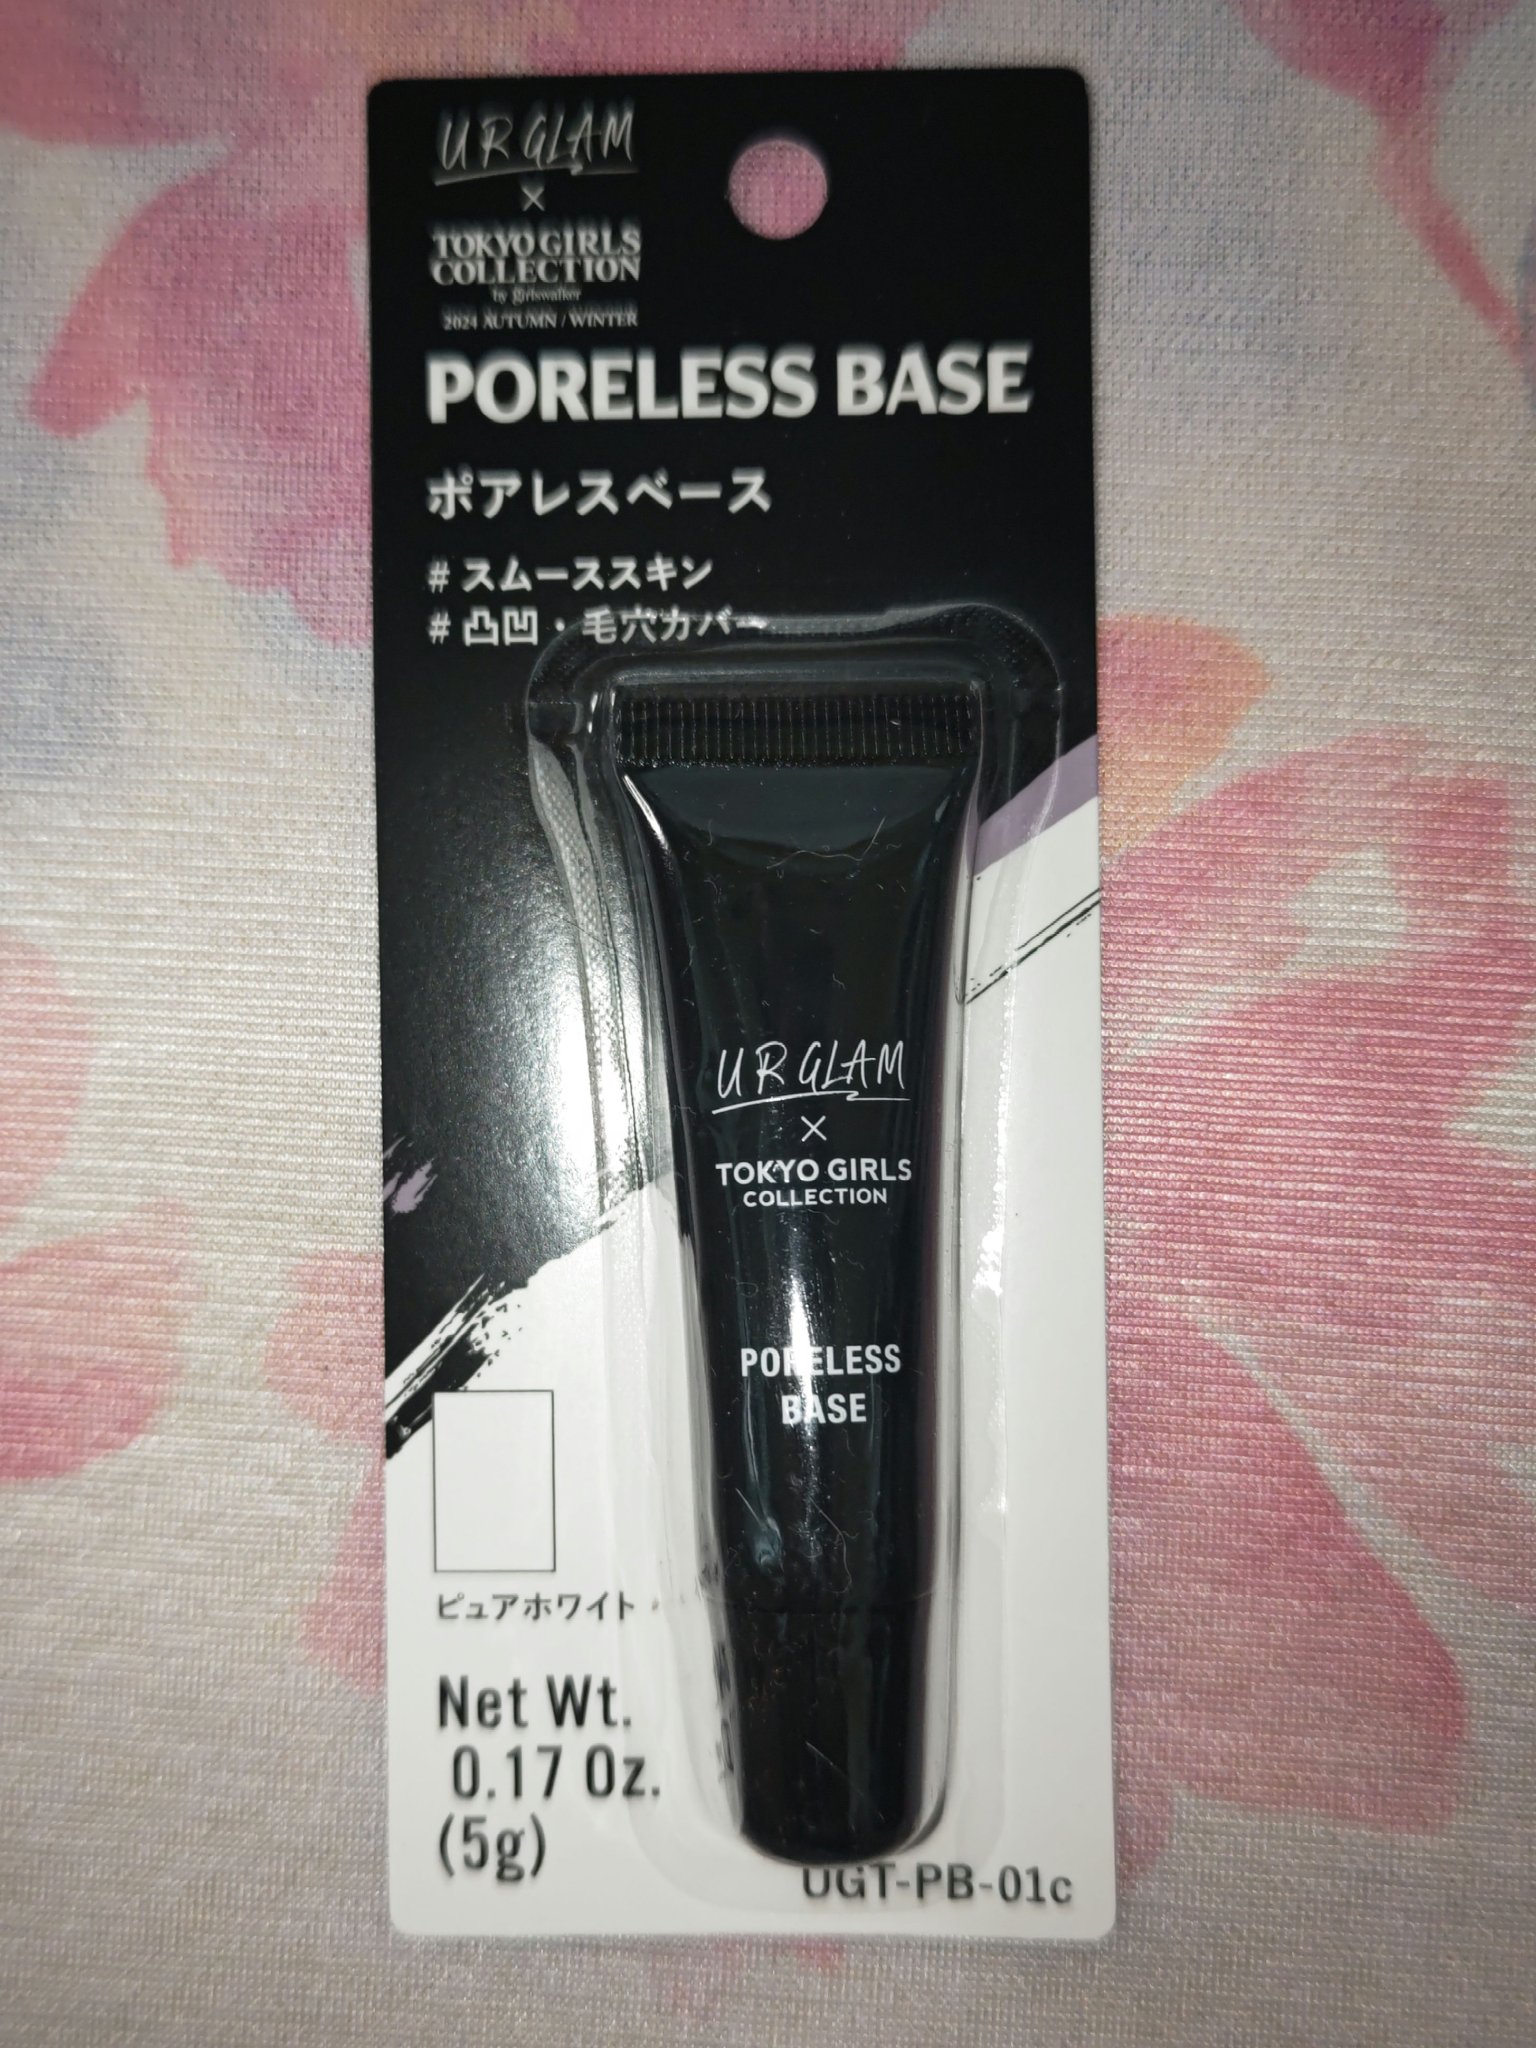 UR GLAM
×
TOKYO GIRLS
COLLECTION
by girlswalker
2024 AUTUMN / WINTER
PORELESS BASE
ポアレスベース
# スムーススキン
# 凸凹・毛穴カバー
UR GLAM
×
TOKYO GIRLS
COLLECTION
PORELESS
BASE
ピュアホワイト
Net Wt.
0.17 Oz.
(5g)
UGT-PB-01c